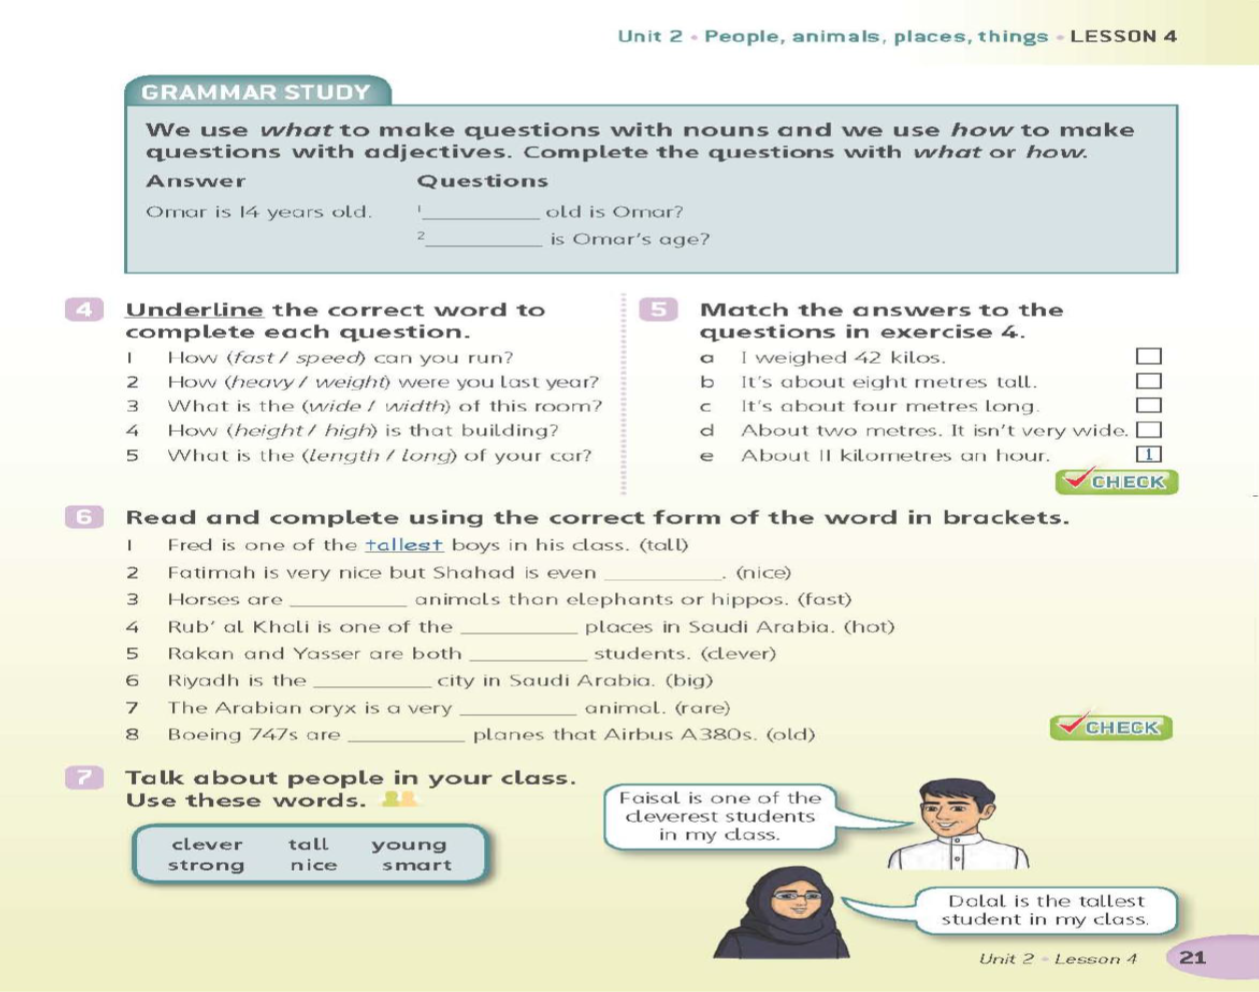 Unit 2 • People, animals, places, things • LESSON 4
GRAMMAR STUDY
We use what to make questions with nouns and we use how to make
questions with adjectives. Complete the questions with what or how.
Answer Questions
Omar is 14 years old. 1__________ old is Omar?
2__________ is Omar's age?
4 Underline the correct word to
complete each question.
1 How (fast / speed) can you run?
2 How (heavy / weight) were you last year?
3 What is the (wide / width) of this room?
4 How (height / high) is that building?
5 What is the (length / long) of your car?
5 Match the answers to the
questions in exercise 4.
a I weighed 42 kilos.
b It's about eight metres tall.
c It's about four metres long.
d About two metres. It isn't very wide.
e About 11 kilometres an hour. 1
CHECK
6 Read and complete using the correct form of the word in brackets.
1 Fred is one of the tallest boys in his class. (tall)
2 Fatimah is very nice but Shahad is even __________. (nice)
3 Horses are __________ animals than elephants or hippos. (fast)
4 Rub' al Khali is one of the __________ places in Saudi Arabia. (hot)
5 Rakan and Yasser are both __________ students. (clever)
6 Riyadh is the __________ city in Saudi Arabia. (big)
7 The Arabian oryx is a very __________ animal. (rare)
8 Boeing 747s are __________ planes that Airbus A380s. (old)
CHECK
7 Talk about people in your class.
Use these words.
clever tall young
strong nice smart
Faisal is one of the
cleverest students
in my class.
Dalal is the tallest
student in my class.
Unit 2 • Lesson 4 21